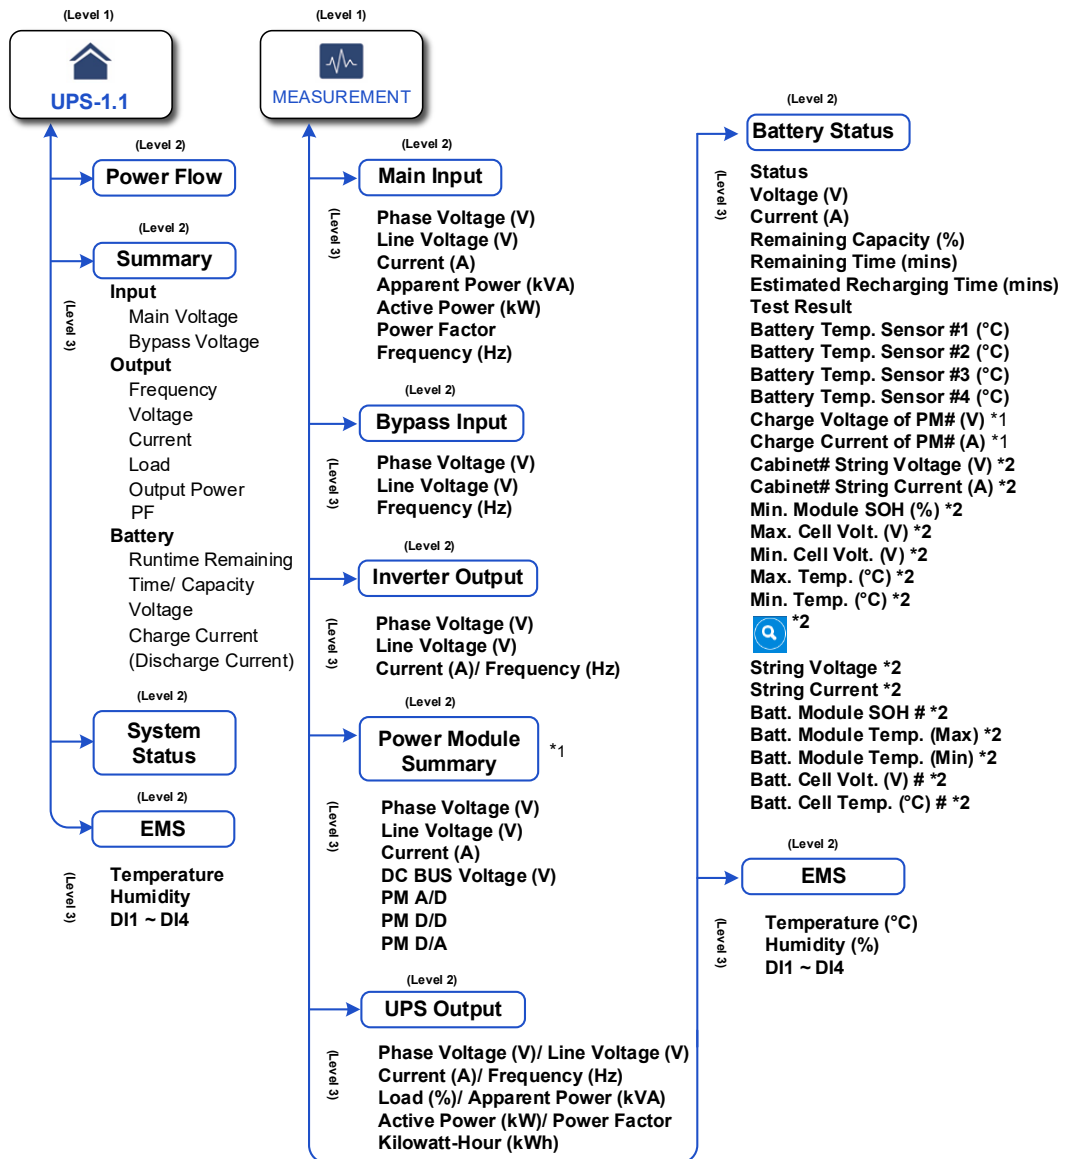 (Level 1)
UPS-1.1
(Level 2)
Power Flow
(Level 2)
Summary
(Level 3)
Input
Main Voltage
Bypass Voltage
Output
Frequency
Voltage
Current
Load
Output Power
PF
Battery
Runtime Remaining
Time/ Capacity
Voltage
Charge Current
(Discharge Current)
(Level 2)
System
Status
(Level 2)
EMS
(Level 3)
Temperature
Humidity
DI1 ~ DI4
(Level 1)
MEASUREMENT
(Level 2)
Main Input
(Level 3)
Phase Voltage (V)
Line Voltage (V)
Current (A)
Apparent Power (kVA)
Active Power (kW)
Power Factor
Frequency (Hz)
(Level 2)
Bypass Input
(Level 3)
Phase Voltage (V)
Line Voltage (V)
Frequency (Hz)
(Level 2)
Inverter Output
(Level 3)
Phase Voltage (V)
Line Voltage (V)
Current (A)/ Frequency (Hz)
(Level 2)
Power Module
Summary
*1
(Level 3)
Phase Voltage (V)
Line Voltage (V)
Current (A)
DC BUS Voltage (V)
PM A/D
PM D/D
PM D/A
(Level 2)
UPS Output
(Level 3)
Phase Voltage (V)/ Line Voltage (V)
Current (A)/ Frequency (Hz)
Load (%)/ Apparent Power (kVA)
Active Power (kW)/ Power Factor
Kilowatt-Hour (kWh)
(Level 2)
Battery Status
(Level 3)
Status
Voltage (V)
Current (A)
Remaining Capacity (%)
Remaining Time (mins)
Estimated Recharging Time (mins)
Test Result
Battery Temp. Sensor #1 (°C)
Battery Temp. Sensor #2 (°C)
Battery Temp. Sensor #3 (°C)
Battery Temp. Sensor #4 (°C)
Charge Voltage of PM# (V) *1
Charge Current of PM# (A) *1
Cabinet# String Voltage (V) *2
Cabinet# String Current (A) *2
Min. Module SOH (%) *2
Max. Cell Volt. (V) *2
Min. Cell Volt. (V) *2
Max. Temp. (°C) *2
Min. Temp. (°C) *2
*2
String Voltage *2
String Current *2
Batt. Module SOH # *2
Batt. Module Temp. (Max) *2
Batt. Module Temp. (Min) *2
Batt. Cell Volt. (V) # *2
Batt. Cell Temp. (°C) # *2
(Level 2)
EMS
(Level 3)
Temperature (°C)
Humidity (%)
DI1 ~ DI4